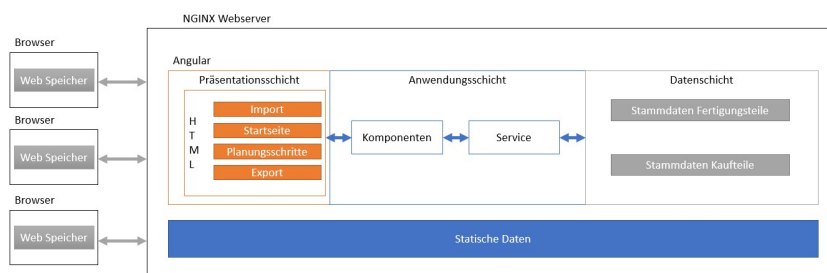 NGINX Webserver
Browser
Web Speicher
Browser
Web Speicher
Browser
Web Speicher
Angular
Präsentationsschicht
HTML
Import
Startseite
Planungsschritte
Export
Anwendungsschicht
Komponenten
Service
Datenschicht
Stammdaten Fertigungsteile
Stammdaten Kaufteile
Statische Daten